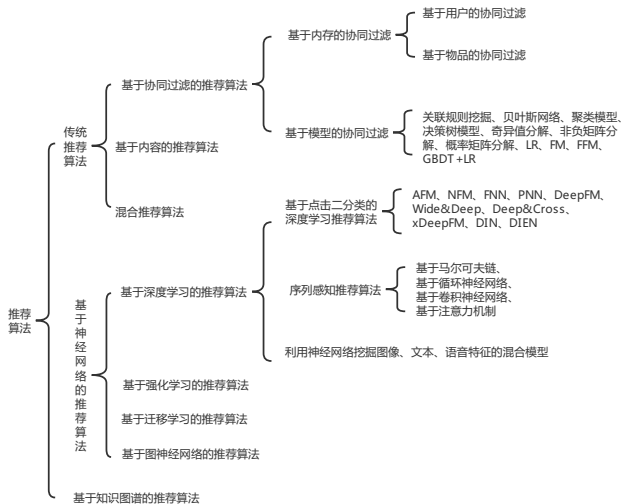 推荐
算法
传统
推荐
算法
基于协同过滤的推荐算法
基于内存的协同过滤
基于用户的协同过滤
基于物品的协同过滤
基于模型的协同过滤
关联规则挖掘、贝叶斯网络、聚类模型、
决策树模型、奇异值分解、非负矩阵分
解、概率矩阵分解、LR、FM、FFM、
GBDT+LR
基于内容的推荐算法
混合推荐算法
基于神经网络的推荐算法
基于深度学习的推荐算法
基于点击二分类的
深度学习推荐算法
AFM、NFM、FNN、PNN、DeepFM、
Wide&Deep、Deep&Cross、
xDeepFM、DIN、DIEN
序列感知推荐算法
基于马尔可夫链、
基于循环神经网络、
基于卷积神经网络、
基于注意力机制
利用神经网络挖掘图像、文本、语音特征的混合模型
基于强化学习的推荐算法
基于迁移学习的推荐算法
基于图神经网络的推荐算法
基于知识图谱的推荐算法